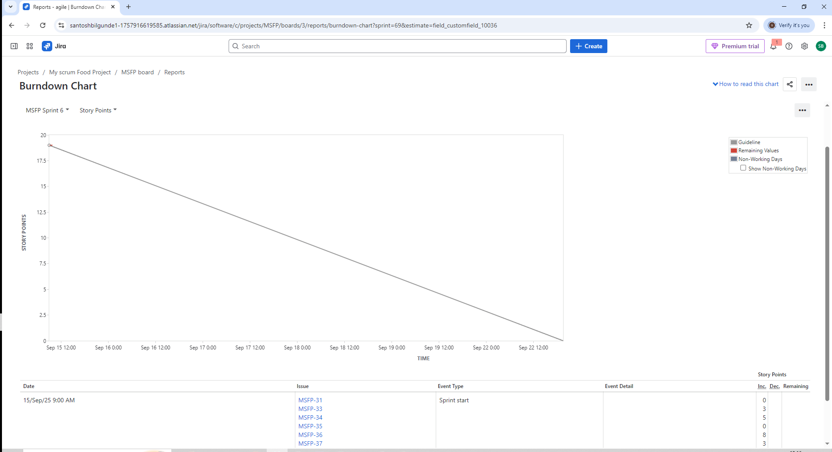 Reports - agile | Burndown Cha
santoshbilgunde1-1757916619585.atlassian.net/jira/software/c/projects/MSFP/boards/3/reports/burndown-chart?sprint=69&estimate=field_customfield_10036
Verify it's you
Jira
Search
+ Create
Premium trial
SB
Projects / My scrum Food Project / MSFP board / Reports
Burndown Chart
How to read this chart
MSFP Sprint 6
Story Points
20
17.5
15
12.5
10
7.5
5
2.5
0
STORY POINTS
Sep 15 12:00
Sep 16 0:00
Sep 16 12:00
Sep 17 0:00
Sep 17 12:00
Sep 18 0:00
Sep 18 12:00
Sep 19 0:00
Sep 19 12:00
Sep 22 0:00
Sep 22 12:00
TIME
Guideline
Remaining Values
Non-Working Days
Show Non-Working Days
Story Points
Date Issue Event Type Event Detail Inc. Dec. Remaining
15/Sep/25 9:00 AM MSFP-31 Sprint start 0
MSFP-33 3
MSFP-34 5
MSFP-35 0
MSFP-36 8
MSFP-37 3